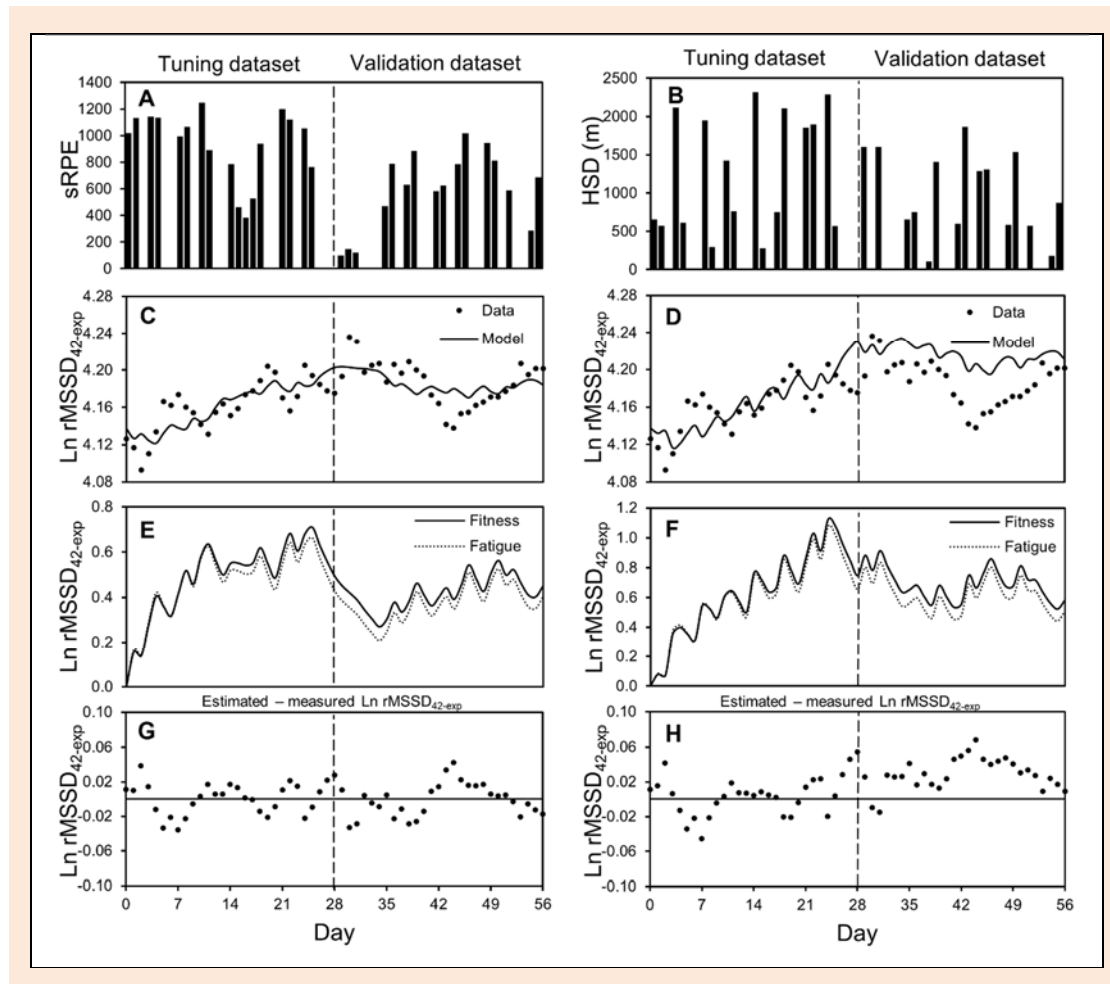 Tuning dataset Validation dataset
A
sRPE
1400
1200
1000
800
600
400
200
0
Tuning dataset Validation dataset
B
HSD (m)
2500
2000
1500
1000
500
0
C
Ln rMSSD42-exp
4.28
4.24
4.20
4.16
4.12
4.08
Data
Model
D
Ln rMSSD42-exp
4.28
4.24
4.20
4.16
4.12
4.08
Data
Model
E
Ln rMSSD42-exp
0.8
0.6
0.4
0.2
0.0
Fitness
Fatigue
F
Ln rMSSD42-exp
1.2
1.0
0.8
0.6
0.4
0.2
0.0
Fitness
Fatigue
Estimated – measured Ln rMSSD42-exp
G
Ln rMSSD42-exp
0.10
0.06
0.02
-0.02
-0.06
-0.10
0 7 14 21 28 35 42 49 56
Day
Estimated – measured Ln rMSSD42-exp
H
Ln rMSSD42-exp
0.10
0.06
0.02
-0.02
-0.06
-0.10
0 7 14 21 28 35 42 49 56
Day